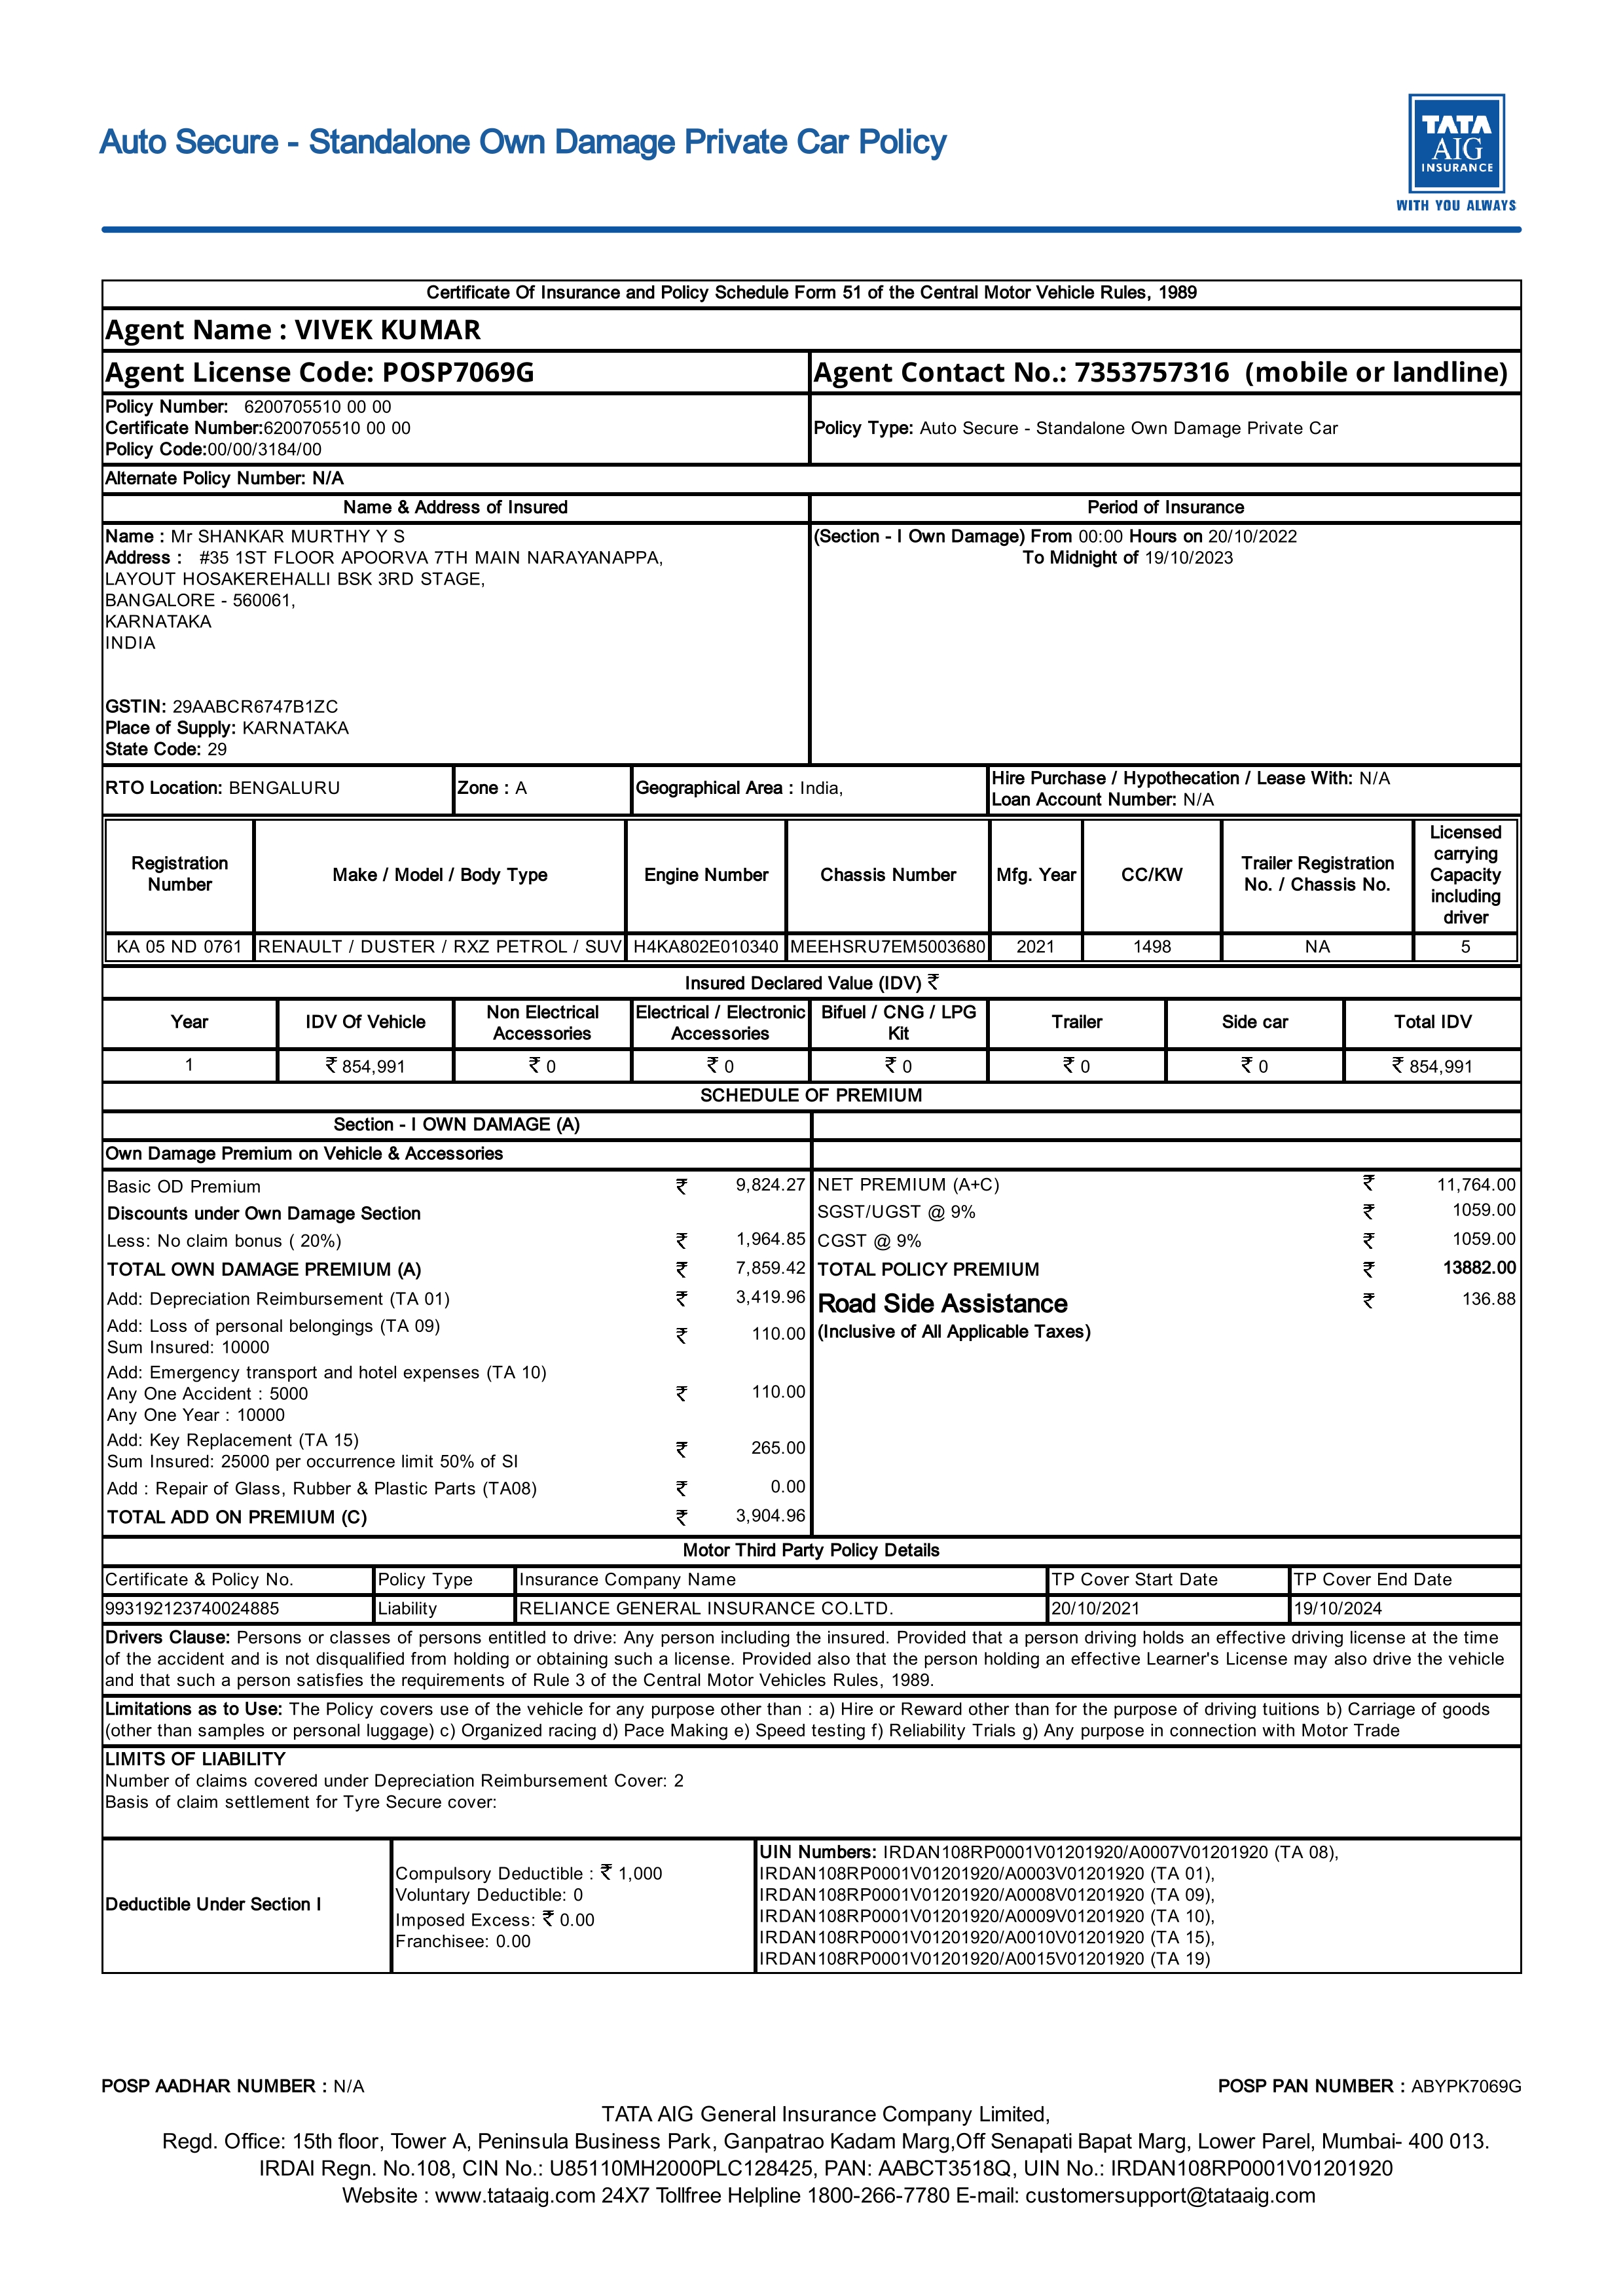 Auto Secure - Standalone Own Damage Private Car Policy
TATA
AIG
INSURANCE
WITH YOU ALWAYS
Certificate Of Insurance and Policy Schedule Form 51 of the Central Motor Vehicle Rules, 1989
Agent Name : VIVEK KUMAR
Agent License Code: POSP7069G
Agent Contact No.: 7353757316 (mobile or landline)
Policy Number: 6200705510 00 00
Certificate Number:6200705510 00 00
Policy Code:00/00/3184/00
Policy Type: Auto Secure - Standalone Own Damage Private Car
Alternate Policy Number: N/A
Name & Address of Insured
Period of Insurance
Name : Mr SHANKAR MURTHY Y S
Address : #35 1ST FLOOR APOORVA 7TH MAIN NARAYANAPPA,
LAYOUT HOSAKEREHALLI BSK 3RD STAGE,
BANGALORE - 560061,
KARNATAKA
INDIA
GSTIN: 29AABCR6747B1ZC
Place of Supply: KARNATAKA
State Code: 29
(Section - I Own Damage) From 00:00 Hours on 20/10/2022
To Midnight of 19/10/2023
RTO Location: BENGALURU
Zone : A
Geographical Area : India,
Hire Purchase / Hypothecation / Lease With: N/A
Loan Account Number: N/A
Registration
Number
Make / Model / Body Type
Engine Number
Chassis Number
Mfg. Year
CC/KW
Trailer Registration
No. / Chassis No.
Licensed
carrying
Capacity
including
driver
KA 05 ND 0761
RENAULT / DUSTER / RXZ PETROL / SUV
H4KA802E010340
MEEHSRU7EM5003680
2021
1498
NA
5
Insured Declared Value (IDV) ₹
Year
IDV Of Vehicle
Non Electrical
Accessories
Electrical / Electronic
Accessories
Bifuel / CNG / LPG
Kit
Trailer
Side car
Total IDV
1
₹ 854,991
₹ 0
₹ 0
₹ 0
₹ 0
₹ 0
₹ 854,991
SCHEDULE OF PREMIUM
Section - I OWN DAMAGE (A)
Own Damage Premium on Vehicle & Accessories
Basic OD Premium ₹ 9,824.27
Discounts under Own Damage Section
Less: No claim bonus ( 20%) ₹ 1,964.85
TOTAL OWN DAMAGE PREMIUM (A) ₹ 7,859.42
Add: Depreciation Reimbursement (TA 01) ₹ 3,419.96
Add: Loss of personal belongings (TA 09)
Sum Insured: 10000 ₹ 110.00
Add: Emergency transport and hotel expenses (TA 10)
Any One Accident : 5000 ₹ 110.00
Any One Year : 10000
Add: Key Replacement (TA 15)
Sum Insured: 25000 per occurrence limit 50% of SI ₹ 265.00
Add : Repair of Glass, Rubber & Plastic Parts (TA08) ₹ 0.00
TOTAL ADD ON PREMIUM (C) ₹ 3,904.96
NET PREMIUM (A+C) ₹ 11,764.00
SGST/UGST @ 9% ₹ 1059.00
CGST @ 9% ₹ 1059.00
TOTAL POLICY PREMIUM ₹ 13882.00
Road Side Assistance ₹ 136.88
(Inclusive of All Applicable Taxes)
Motor Third Party Policy Details
Certificate & Policy No.
Policy Type
Insurance Company Name
TP Cover Start Date
TP Cover End Date
993192123740024885
Liability
RELIANCE GENERAL INSURANCE CO.LTD.
20/10/2021
19/10/2024
Drivers Clause: Persons or classes of persons entitled to drive: Any person including the insured. Provided that a person driving holds an effective driving license at the time
of the accident and is not disqualified from holding or obtaining such a license. Provided also that the person holding an effective Learner's License may also drive the vehicle
and that such a person satisfies the requirements of Rule 3 of the Central Motor Vehicles Rules, 1989.
Limitations as to Use: The Policy covers use of the vehicle for any purpose other than : a) Hire or Reward other than for the purpose of driving tuitions b) Carriage of goods
(other than samples or personal luggage) c) Organized racing d) Pace Making e) Speed testing f) Reliability Trials g) Any purpose in connection with Motor Trade
LIMITS OF LIABILITY
Number of claims covered under Depreciation Reimbursement Cover: 2
Basis of claim settlement for Tyre Secure cover:
Deductible Under Section I
Compulsory Deductible : ₹ 1,000
Voluntary Deductible: 0
Imposed Excess: ₹ 0.00
Franchisee: 0.00
UIN Numbers: IRDAN108RP0001V01201920/A0007V01201920 (TA 08),
IRDAN108RP0001V01201920/A0003V01201920 (TA 01),
IRDAN108RP0001V01201920/A0008V01201920 (TA 09),
IRDAN108RP0001V01201920/A0009V01201920 (TA 10),
IRDAN108RP0001V01201920/A0010V01201920 (TA 15),
IRDAN108RP0001V01201920/A0015V01201920 (TA 19)
POSP AADHAR NUMBER : N/A
POSP PAN NUMBER : ABYPK7069G
TATA AIG General Insurance Company Limited,
Regd. Office: 15th floor, Tower A, Peninsula Business Park, Ganpatrao Kadam Marg,Off Senapati Bapat Marg, Lower Parel, Mumbai- 400 013.
IRDAI Regn. No.108, CIN No.: U85110MH2000PLC128425, PAN: AABCT3518Q, UIN No.: IRDAN108RP0001V01201920
Website : www.tataaig.com 24X7 Tollfree Helpline 1800-266-7780 E-mail: customersupport@tataaig.com